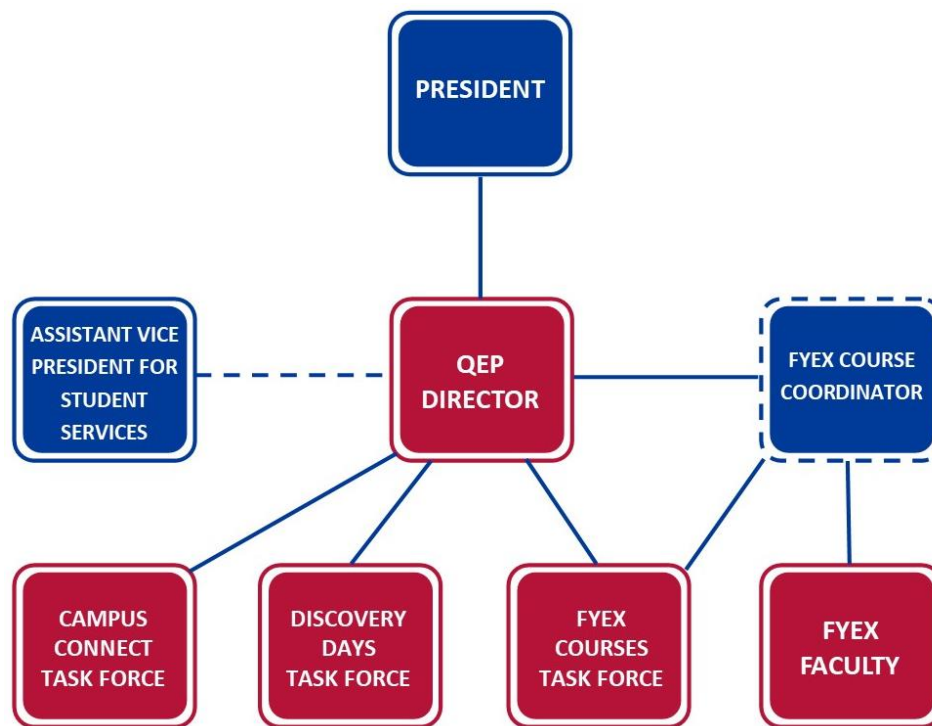 PRESIDENT
ASSISTANT VICE
PRESIDENT FOR
STUDENT
SERVICES
QEP
DIRECTOR
FYEX COURSE
COORDINATOR
CAMPUS
CONNECT
TASK FORCE
DISCOVERY
DAYS
TASK FORCE
FYEX
COURSES
TASK FORCE
FYEX
FACULTY